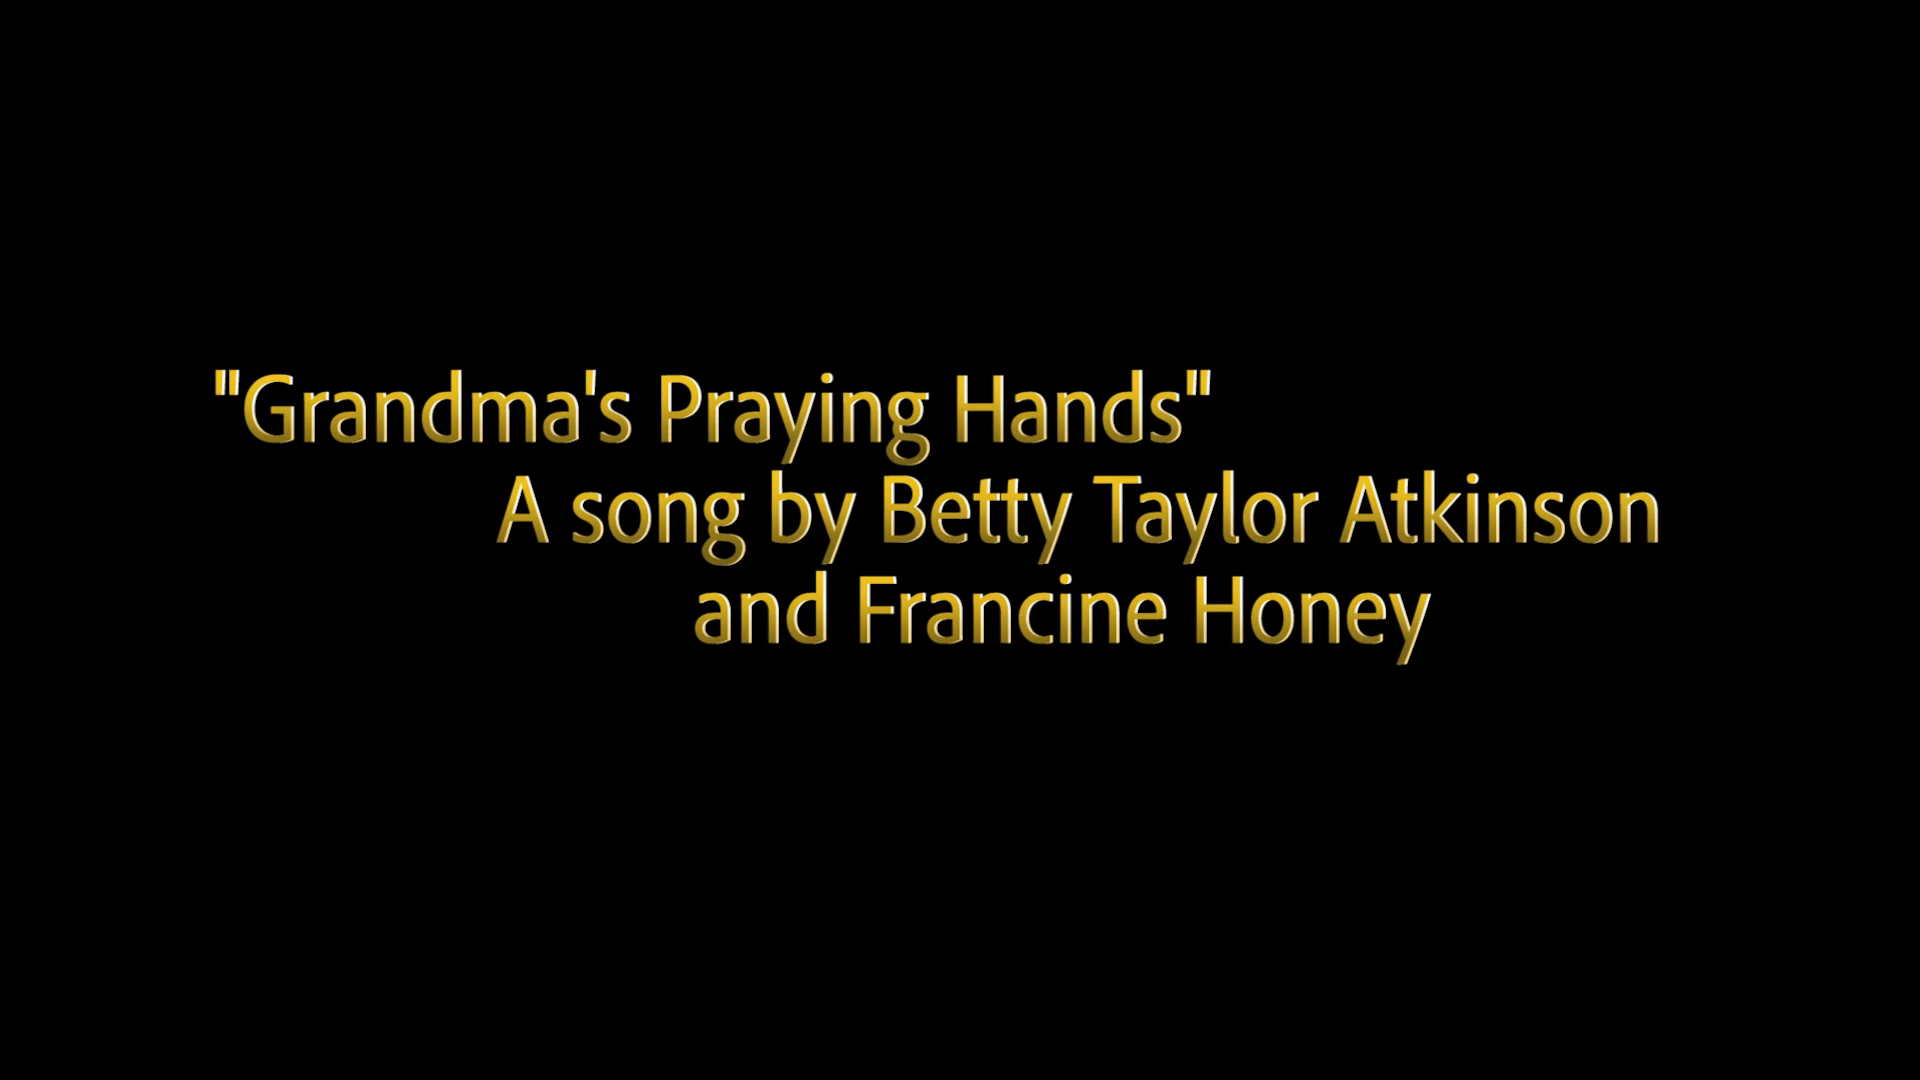 "Grandma's Praying Hands"
A song by Betty Taylor Atkinson
and Francine Honey